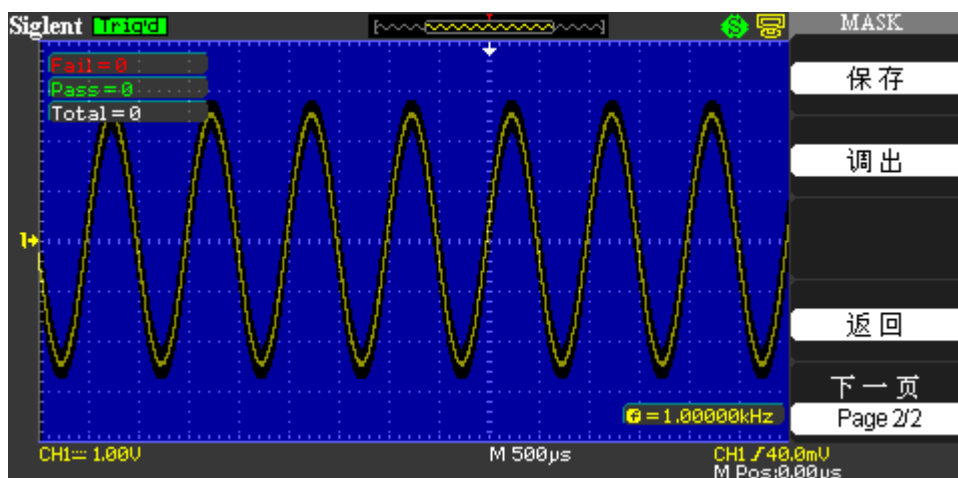 Siglent Trig'd MASK
Fail=0
Pass=0
Total=0
保存
调出
返回
下一页
Page 2/2
f=1.00000kHz
CH1 1.00V M 500μs CH1 40.0mV
M Pos:0.00μs